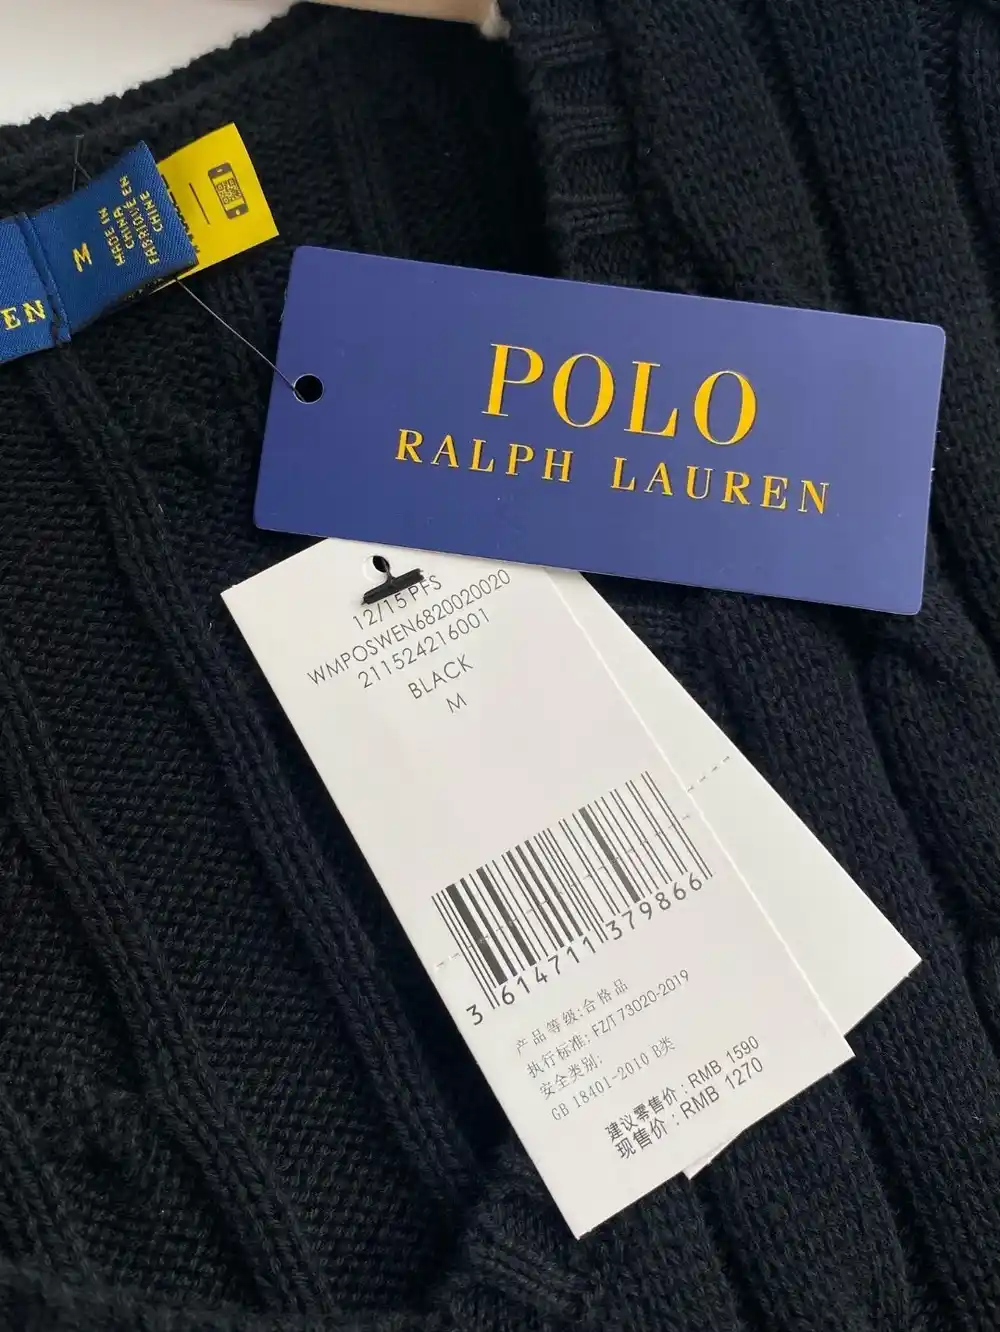 EN
M
MADE IN
CHINA
FABRIQUÉ EN
CHINE
POLO
RALPH LAUREN
12/15 PFS
WMPOSWEN6820020020
211524216001
BLACK
M
3 614711 379866
产品等级:合格品
执行标准: FZ/T 73020-2019
安全类别:
GB 18401-2010 B类
建议零售价 : RMB 1590
现售价 : RMB 1270